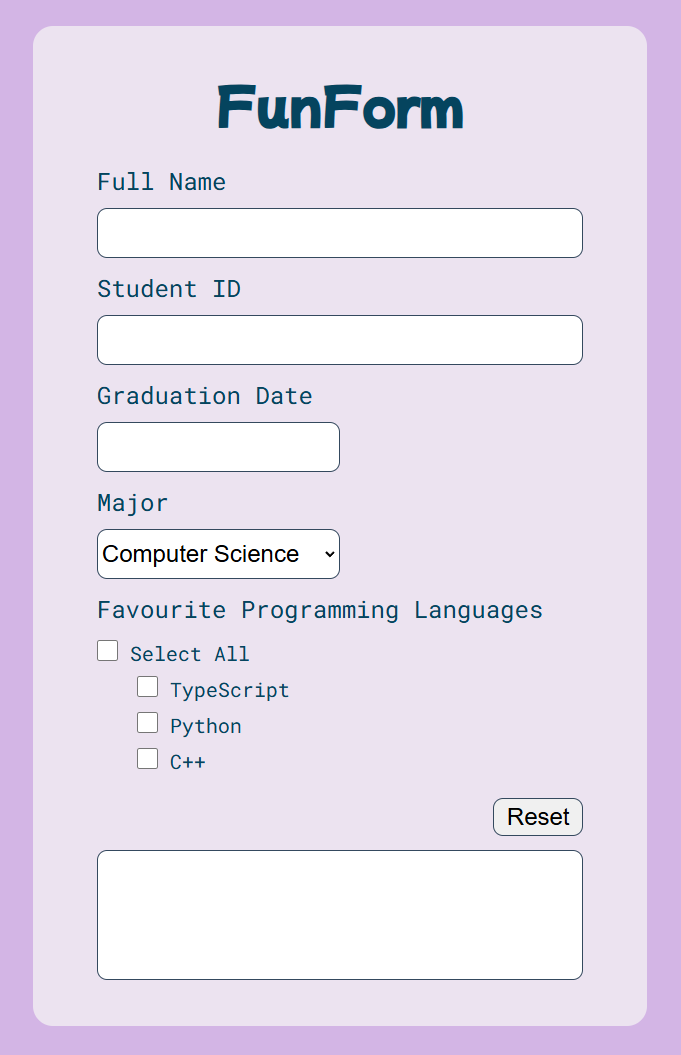 FunForm
Full Name
Student ID
Graduation Date
Major
Computer Science
Favourite Programming Languages
Select All
TypeScript
Python
C++
Reset